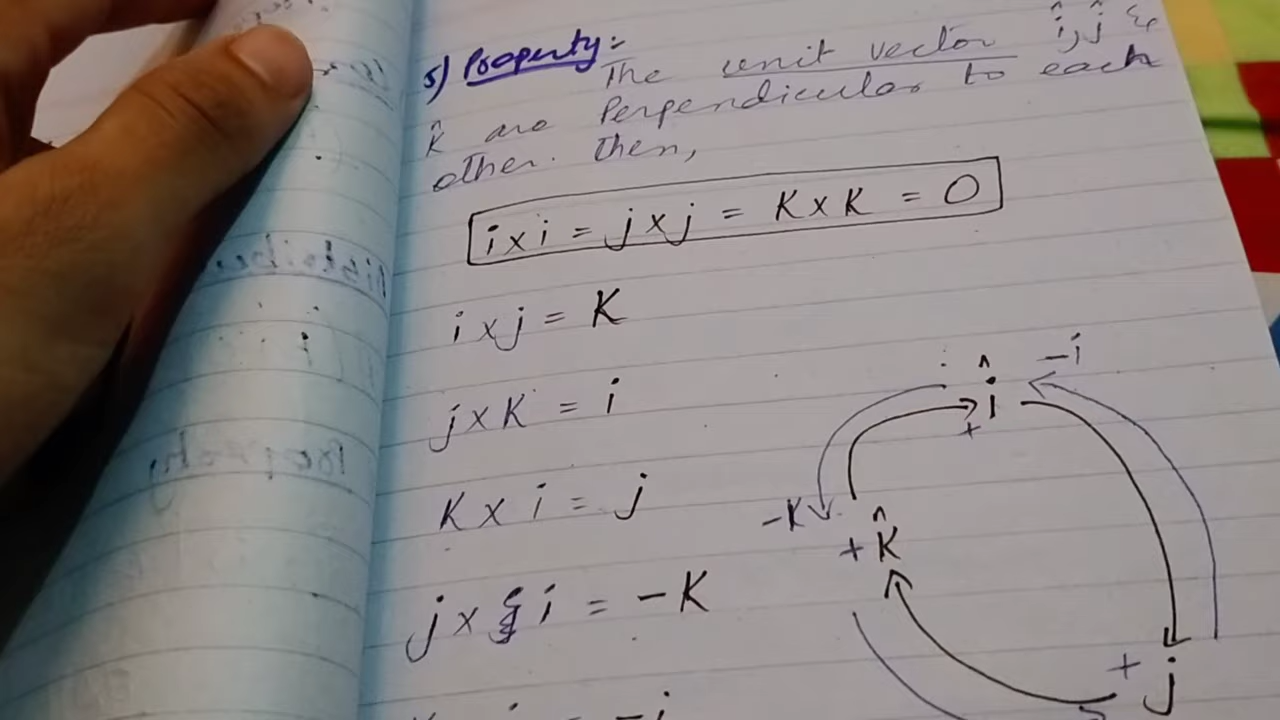 5) Property:-
The unit vector î, ĵ &
k̂ are Perpendicular to each
other. then,
i×i = j×j = K×K = 0
i×j = K
j×K = i
K×i = j
j×i = -K
î -i
+
-K
+ K̂
+ j
= -i